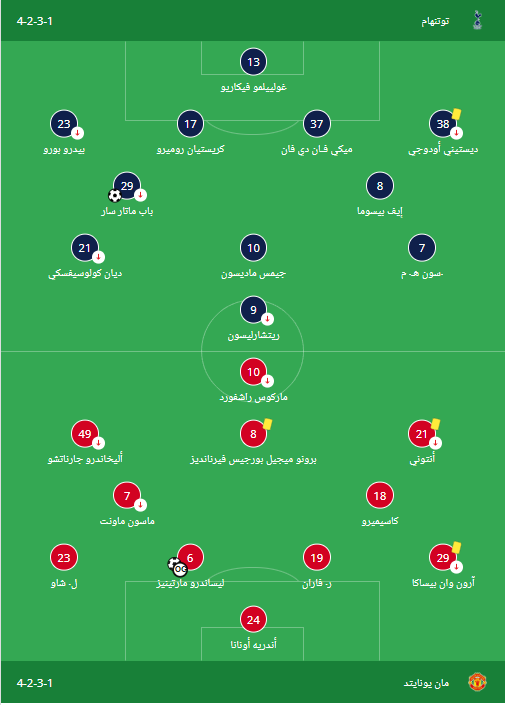 توتنهام 4-2-3-1
13
غولييلمو فيكاريو
38 37 17 23
ديستيني أودوجي ميكي فان دي فان كريستيان روميرو بيدرو بورو
8 29
إيف بيسوما باب ماتار سار
7 10 21
سون هـ- م- جيمس ماديسون ديان كولوسيفسكي
9
ريتشارليسون
10
ماركوس راشفورد
21 8 49
أنتوني برونو ميجيل بورجيس فيرنانديز أليخاندرو جارناتشو
18 7
كاسيميرو ماسون ماونت
29 19 6 23
OG
آرون وان بيساكا ر- فاران ليساندرو مارتينيز ل- شاو
24
أندريه أونانا
مان يونايتد 4-2-3-1